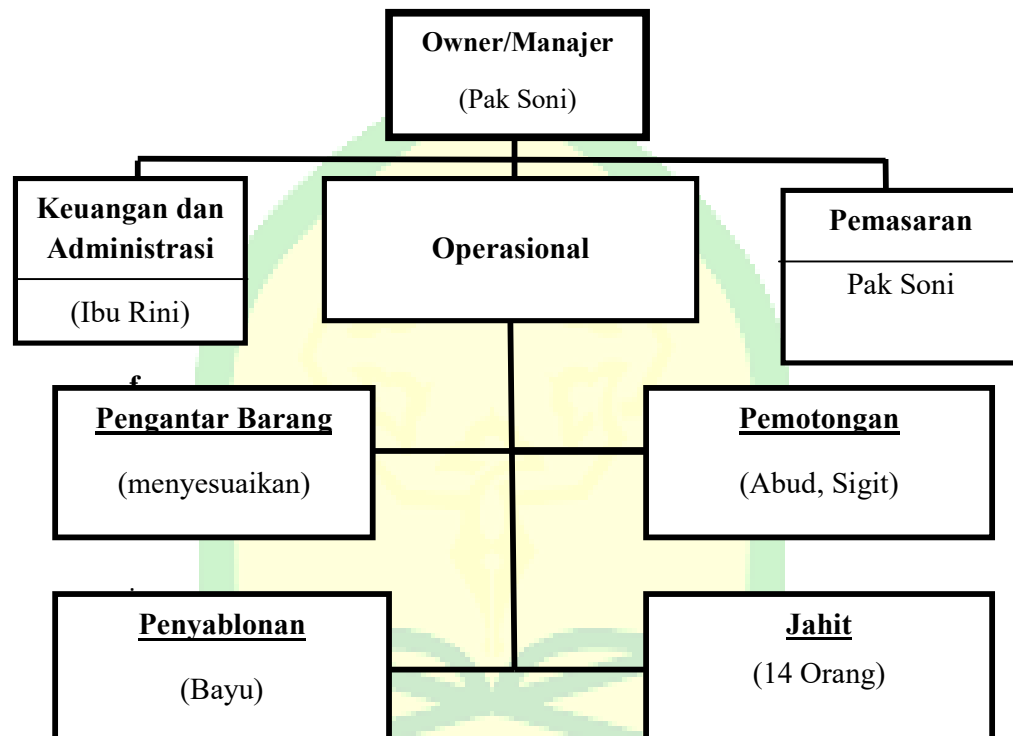 Owner/Manajer
(Pak Soni)
Keuangan dan
Administrasi
(Ibu Rini)
Operasional
Pemasaran
Pak Soni
Pengantar Barang
(menyesuaikan)
Pemotongan
(Abud, Sigit)
Penyablonan
(Bayu)
Jahit
(14 Orang)